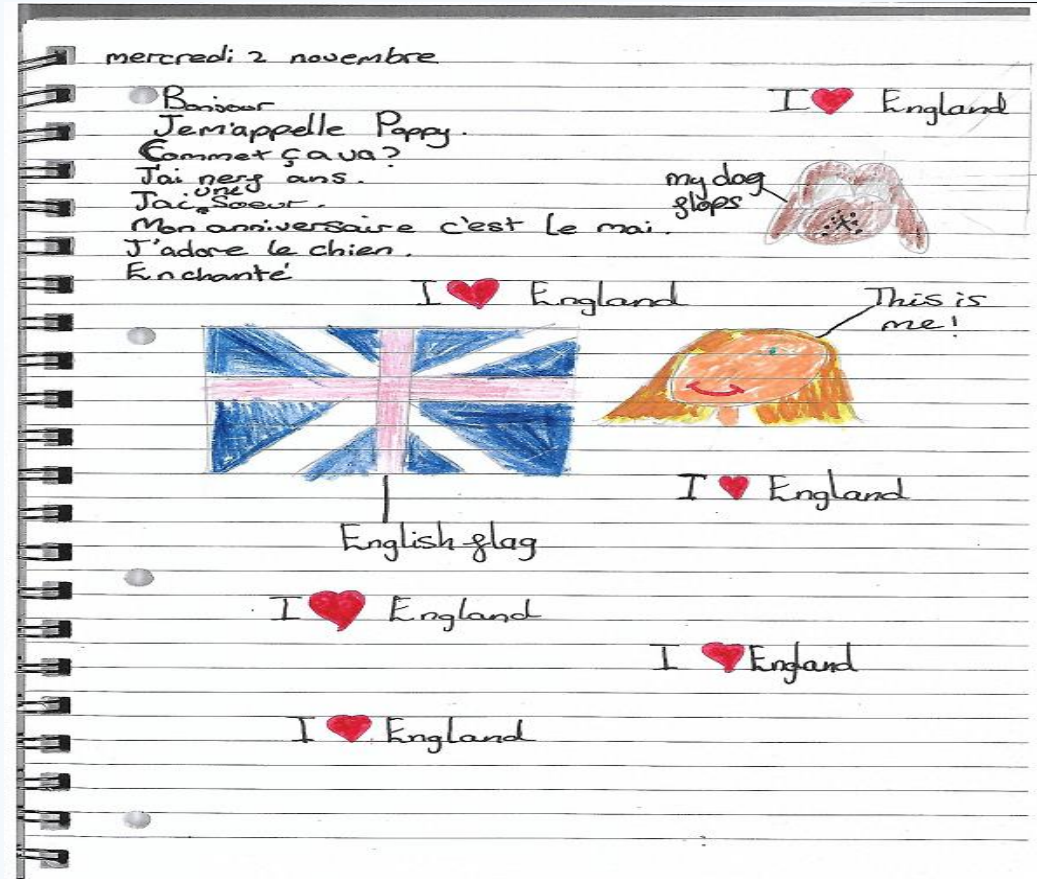 mercredi 2 novembre
Bonjour
Je m'appelle Poppy.
Commet ça va?
J'ai nerf ans.
J'ai une Soeur.
Mon anniversaire c'est le mai.
J'adore le chien.
Enchanté
I ❤ England
my dog
flops
I ❤ England
This is
me!
English flag
I ❤ England
I ❤ England
I ❤ England
I ❤ England